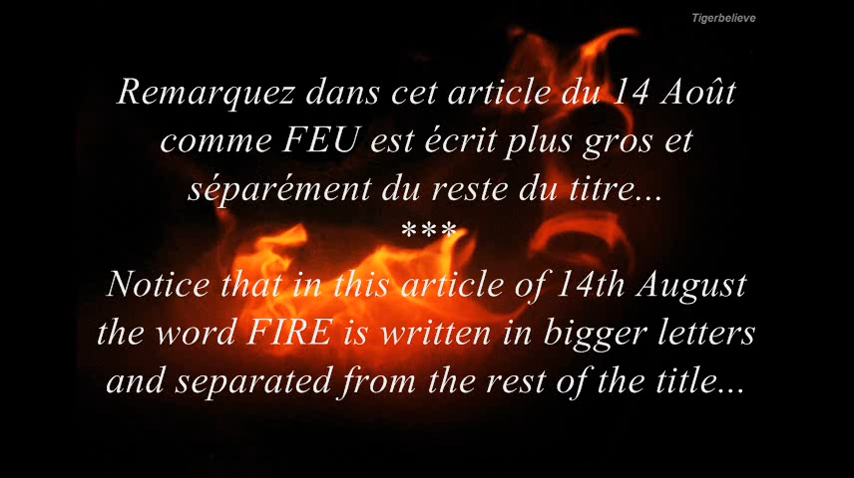 Tigerbelieve
Remarquez dans cet article du 14 Août
comme FEU est écrit plus gros et
séparément du reste du titre...
***
Notice that in this article of 14th August
the word FIRE is written in bigger letters
and separated from the rest of the title...